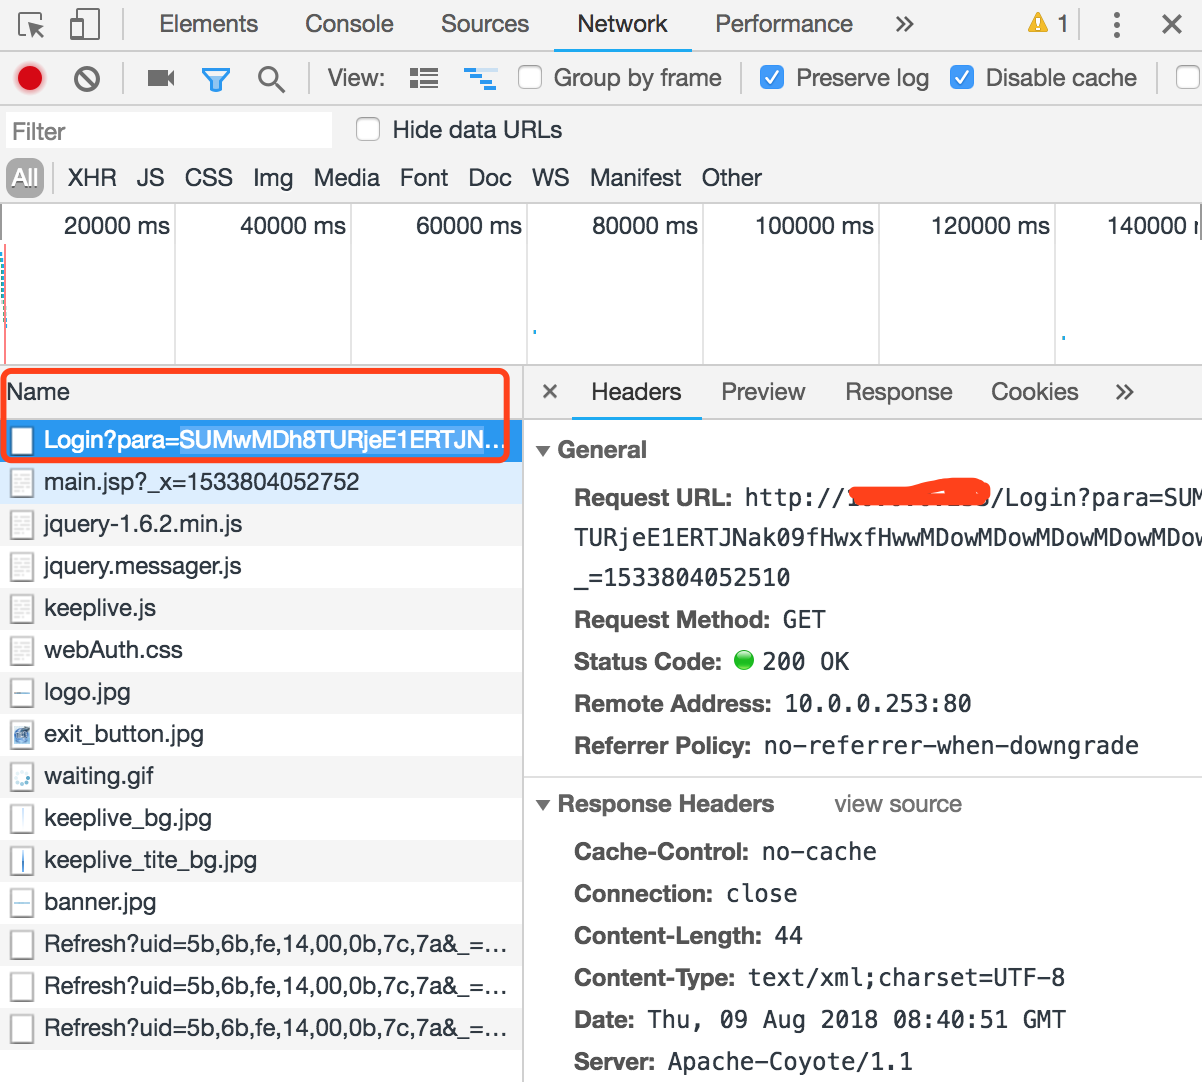 Elements Console Sources Network Performance » 1
View: Group by frame Preserve log Disable cache
Filter Hide data URLs
All XHR JS CSS Img Media Font Doc WS Manifest Other
20000 ms 40000 ms 60000 ms 80000 ms 100000 ms 120000 ms 140000
Name
Login?para=SUMwMDh8TURjeE1ERTJN...
main.jsp?_x=1533804052752
jquery-1.6.2.min.js
jquery.messager.js
keeplive.js
webAuth.css
logo.jpg
exit_button.jpg
waiting.gif
keeplive_bg.jpg
keeplive_tite_bg.jpg
banner.jpg
Refresh?uid=5b,6b,fe,14,00,0b,7c,7a&_=...
Refresh?uid=5b,6b,fe,14,00,0b,7c,7a&_=...
Refresh?uid=5b,6b,fe,14,00,0b,7c,7a&_=...
× Headers Preview Response Cookies »
General
Request URL: http:// /Login?para=SUM
TURjeE1ERTJNak09fHwxfHwwMDowMDowMDowMDowMDow
_=1533804052510
Request Method: GET
Status Code: 200 OK
Remote Address: 10.0.0.253:80
Referrer Policy: no-referrer-when-downgrade
Response Headers view source
Cache-Control: no-cache
Connection: close
Content-Length: 44
Content-Type: text/xml;charset=UTF-8
Date: Thu, 09 Aug 2018 08:40:51 GMT
Server: Apache-Coyote/1.1